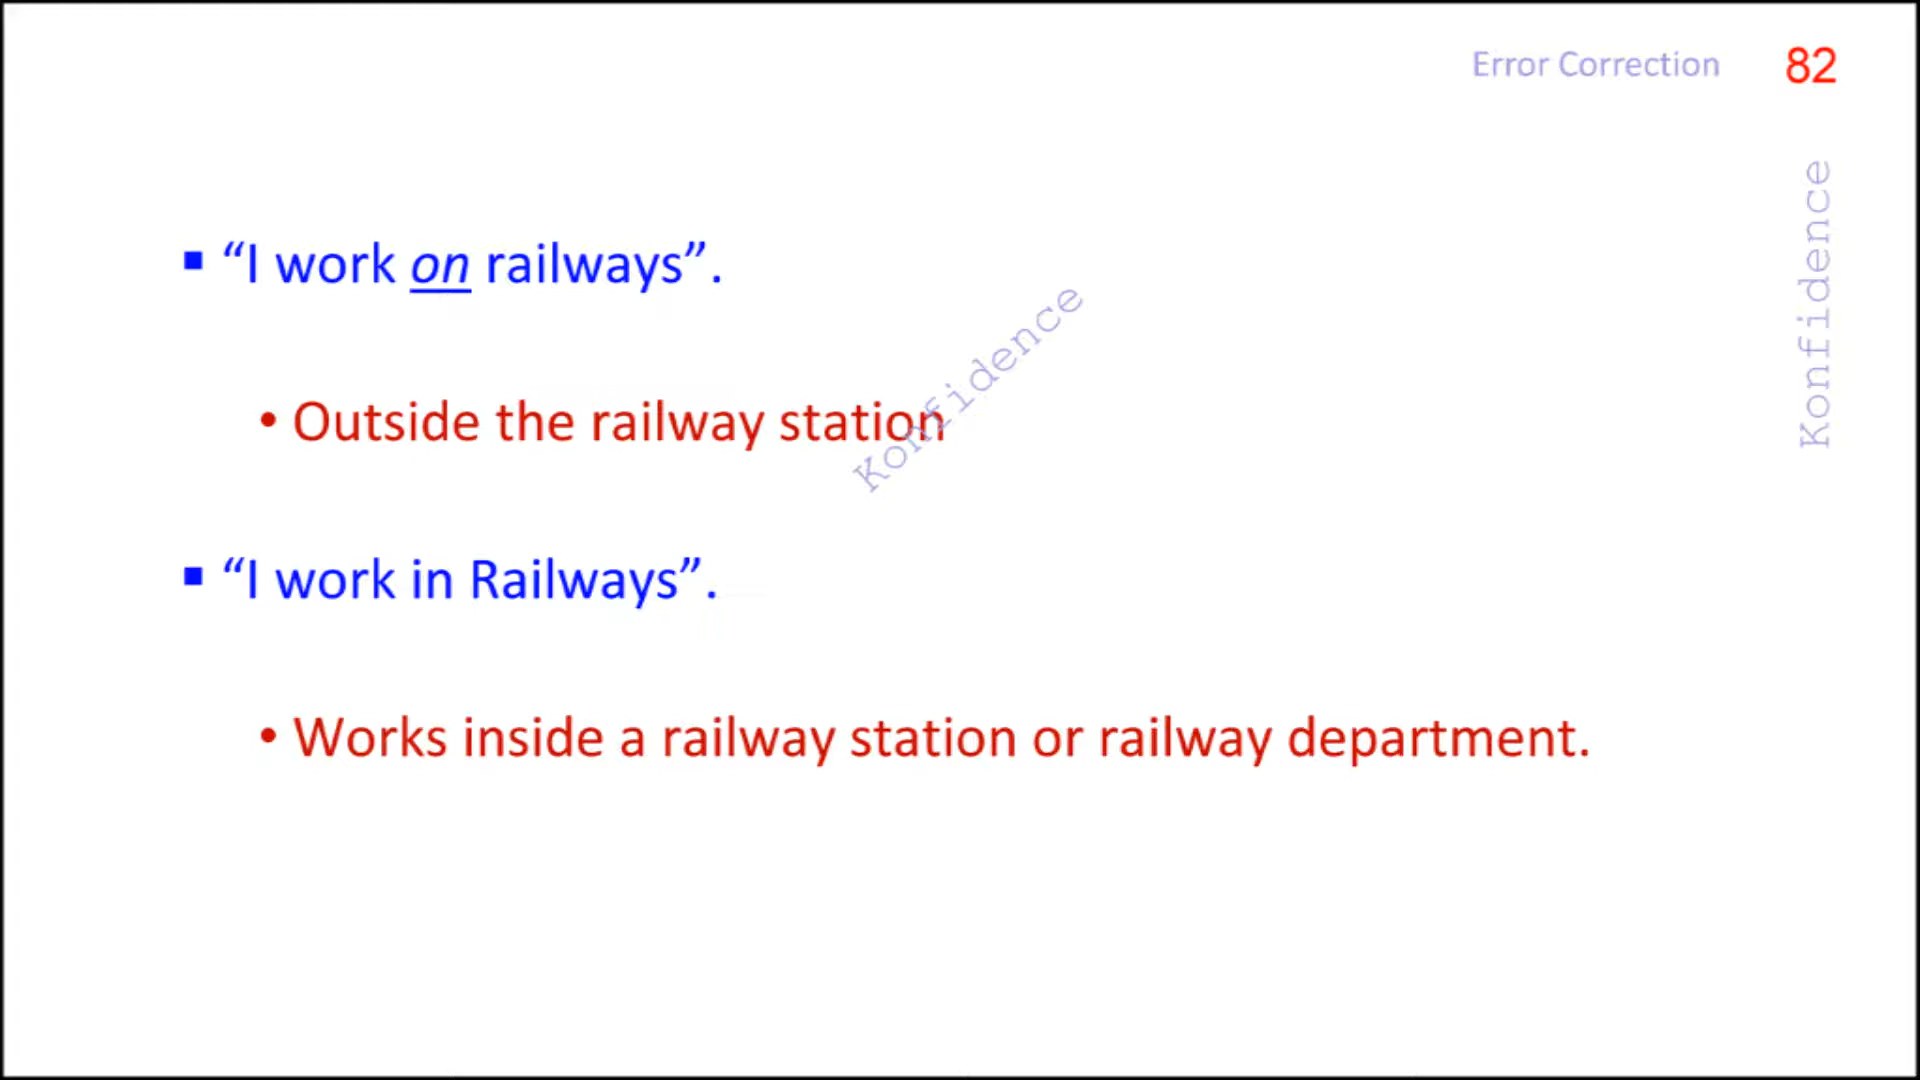 Error Correction 82
Konfidence
▪ “I work on railways”.
Konfidence
• Outside the railway station
▪ “I work in Railways”.
• Works inside a railway station or railway department.